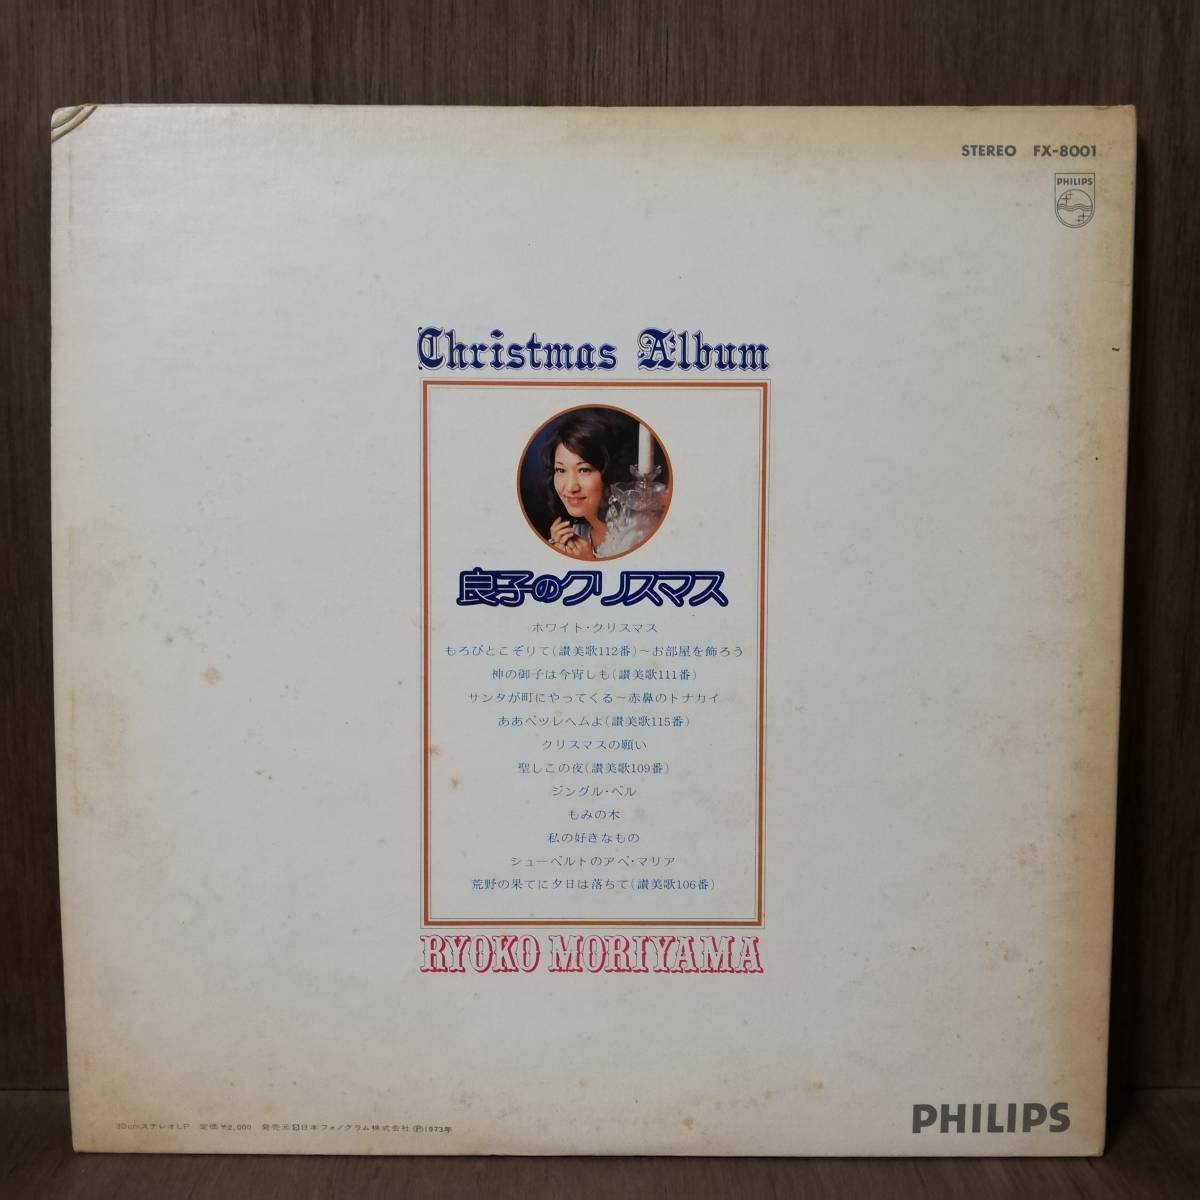 STEREO FX-8001
PHILIPS
Christmas Album
良子のクリスマス
ホワイト・クリスマス
もろびとこぞりて(讃美歌112番)〜お部屋を飾ろう
神の御子は今宵しも(讃美歌111番)
サンタが町にやってくる〜赤鼻のトナカイ
ああベツレヘムよ(讃美歌115番)
クリスマスの願い
聖しこの夜(讃美歌109番)
ジングル・ベル
もみの木
私の好きなもの
シューベルトのアベ・マリア
荒野の果てに夕日は落ちて(讃美歌106番)
RYOKO MORIYAMA
PHILIPS
30cmステレオLP 定価¥2,000 発売元 日本フォノグラム株式会社 Ⓟ1973年